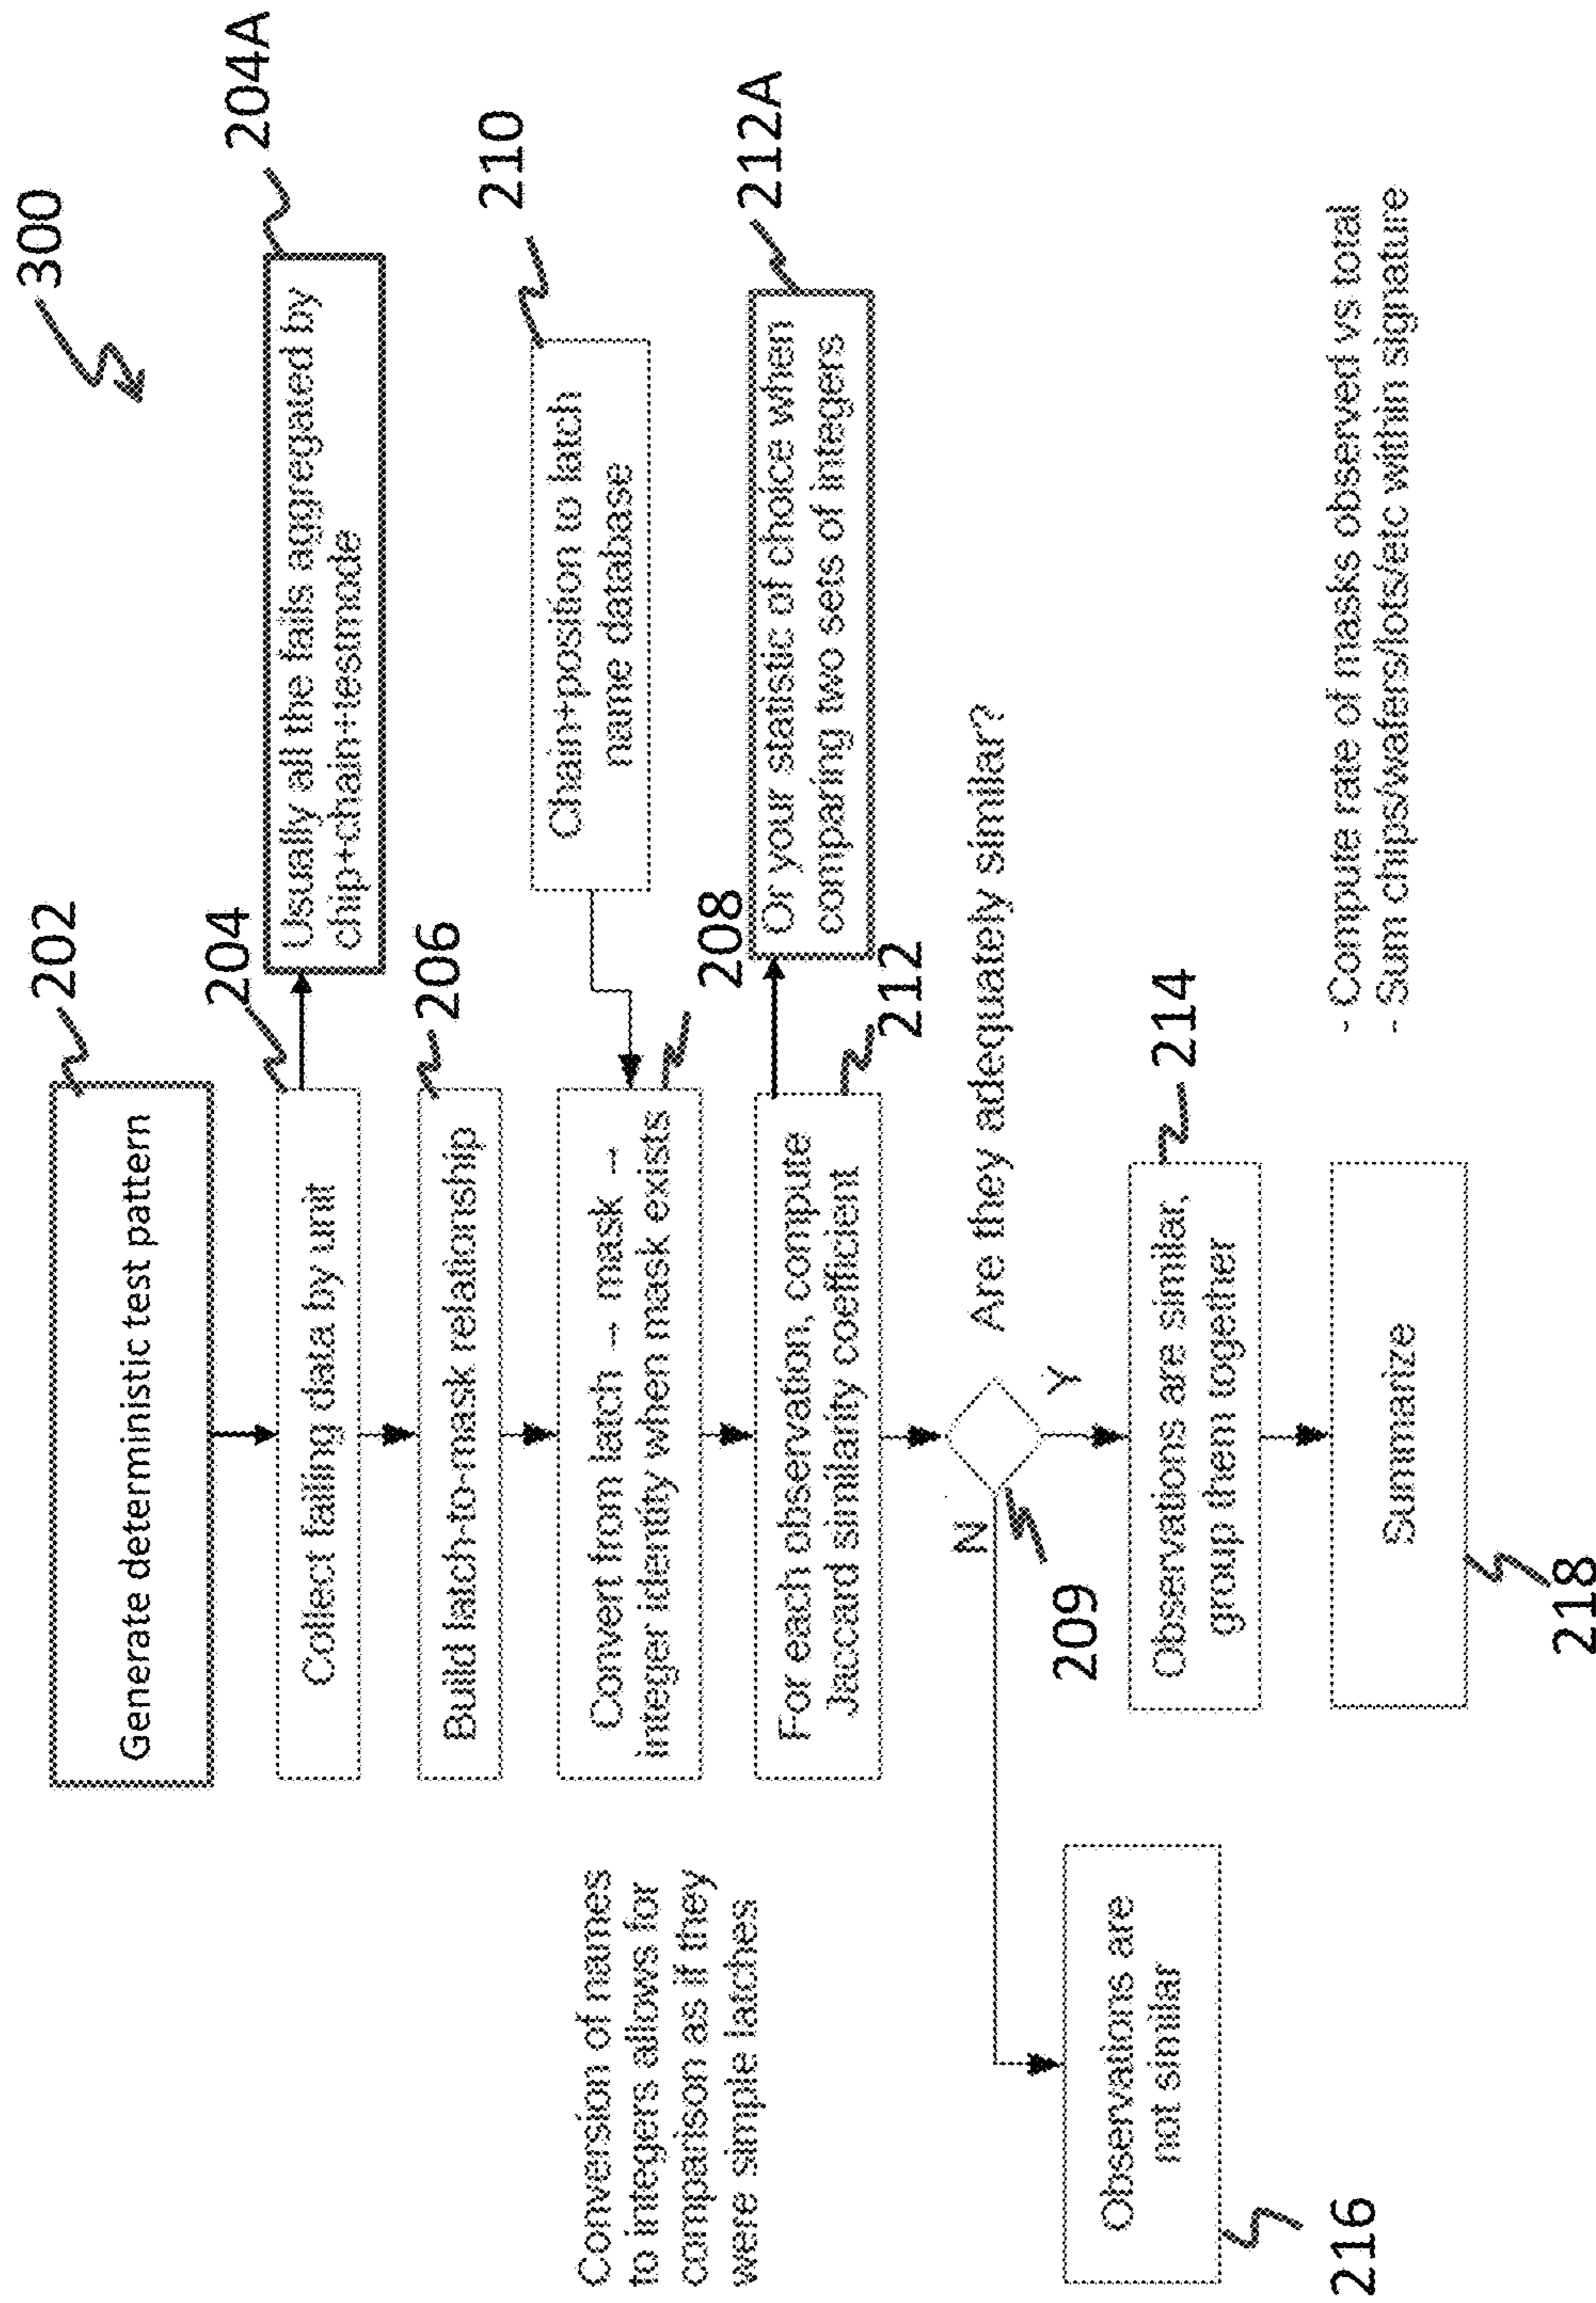 300
202
Generate deterministic test pattern
204
Collect failing data by unit
204A
Usually all the fails aggregated by
chip+chain+testmode
206
Build latch-to-mask relationship
210
Chain+position to latch
name database
Conversion of names
to integers allows for
comparison as if they
were simple latches
208
Convert from latch → mask →
integer identity when mask exists
212
For each observation, compute
Jaccard similarity coefficient
212A
Or your statistic of choice when
comparing two sets of integers
Are they adequately similar?
N
Y
209
Observations are
not similar
216
214
Observations are similar,
group them together
Summarize
218
- Compute rate of masks observed vs total
- Sum chips/wafers/lots/etc within signature